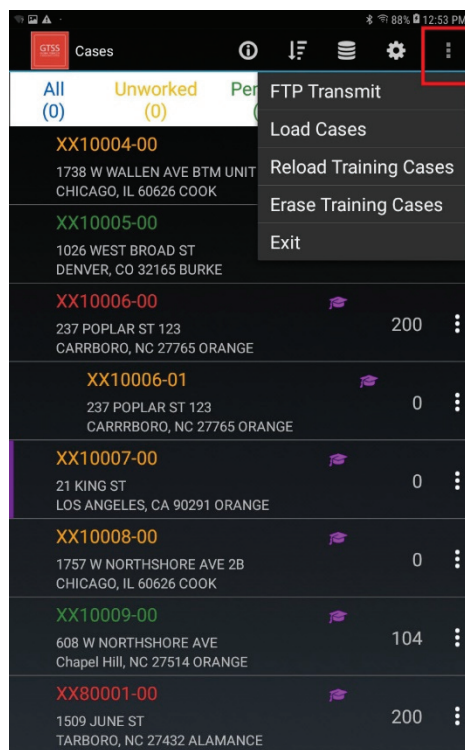 88% 12:53 PM
GTSS
Cases
All
(0)
Unworked
(0)
Per
(
FTP Transmit
Load Cases
Reload Training Cases
Erase Training Cases
Exit
XX10004-00
1738 W WALLEN AVE BTM UNIT
CHICAGO, IL 60626 COOK
XX10005-00
1026 WEST BROAD ST
DENVER, CO 32165 BURKE
XX10006-00
237 POPLAR ST 123
CARRBORO, NC 27765 ORANGE
200
XX10006-01
237 POPLAR ST 123
CARRRBORO, NC 27765 ORANGE
0
XX10007-00
21 KING ST
LOS ANGELES, CA 90291 ORANGE
0
XX10008-00
1757 W NORTHSHORE AVE 2B
CHICAGO, IL 60626 COOK
0
XX10009-00
608 W NORTHSHORE AVE
Chapel Hill, NC 27514 ORANGE
104
XX80001-00
1509 JUNE ST
TARBORO, NC 27432 ALAMANCE
200